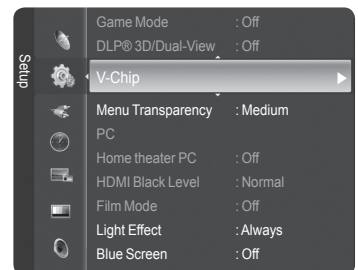 Setup
Game Mode : Off
DLP® 3D/Dual-View : Off
V-Chip
Menu Transparency : Medium
PC
Home theater PC : Off
HDMI Black Level : Normal
Film Mode : Off
Light Effect : Always
Blue Screen : Off